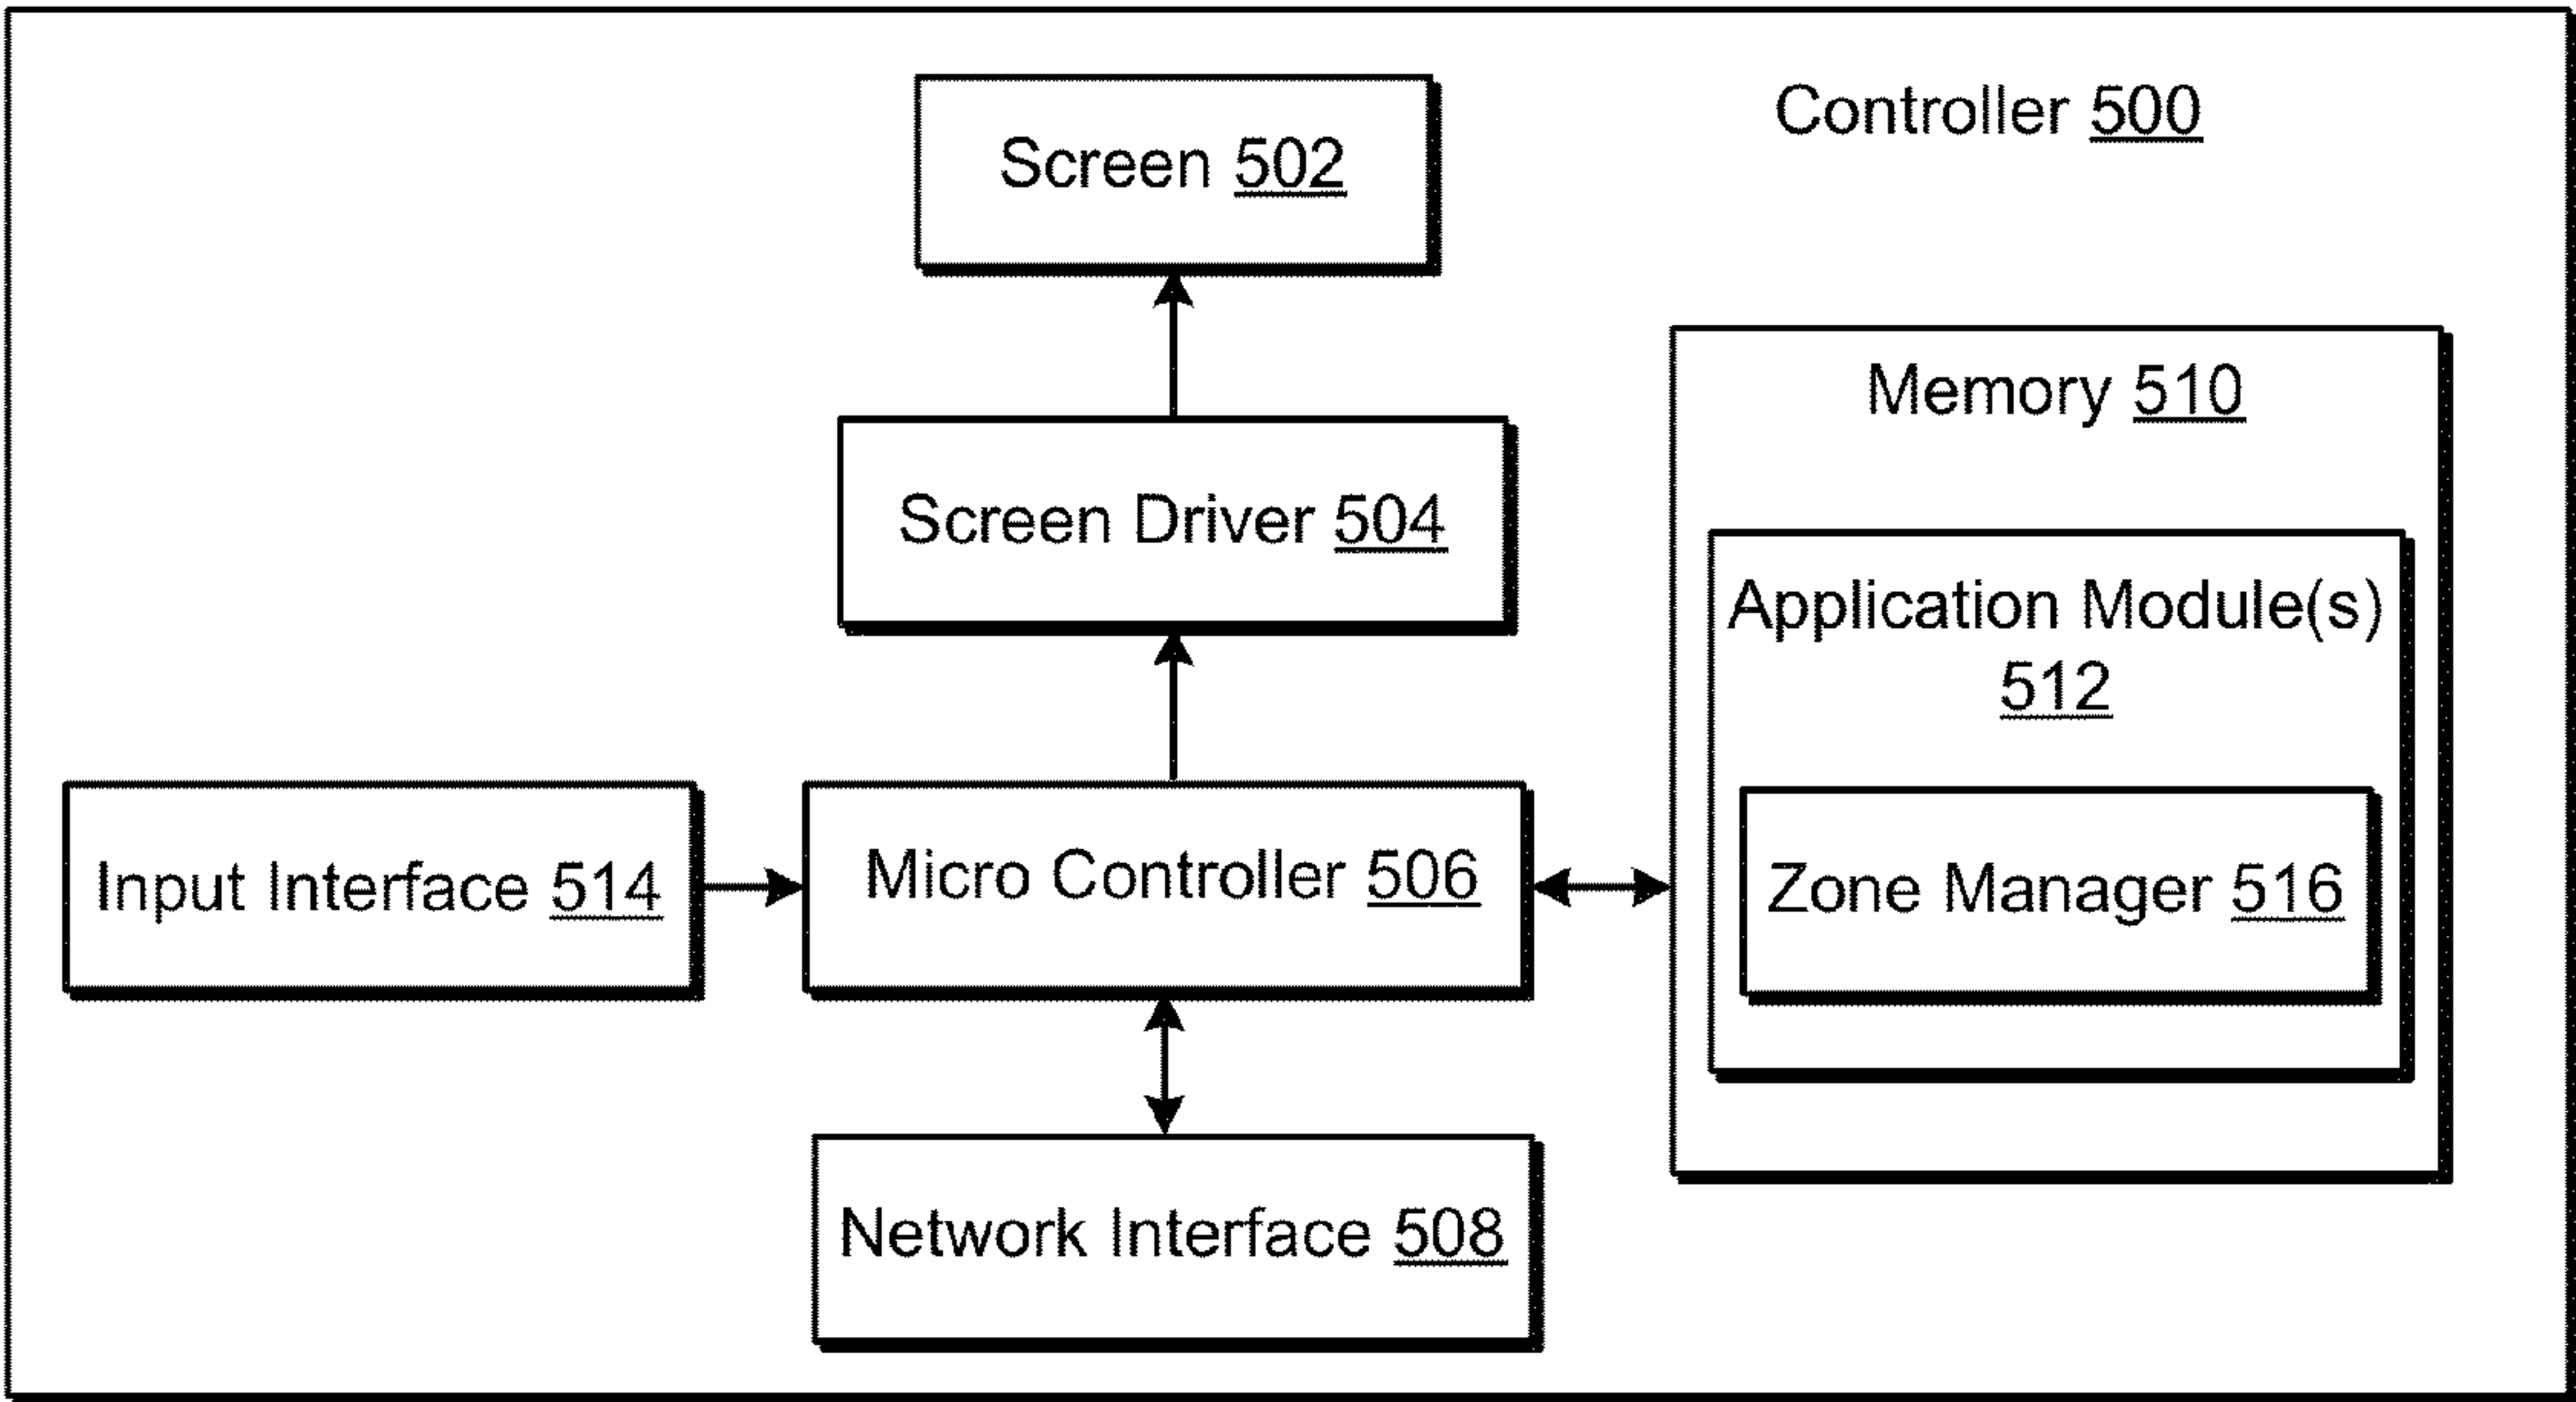 Controller 500
Screen 502
Screen Driver 504
Memory 510
Application Module(s)
512
Input Interface 514
Micro Controller 506
Zone Manager 516
Network Interface 508